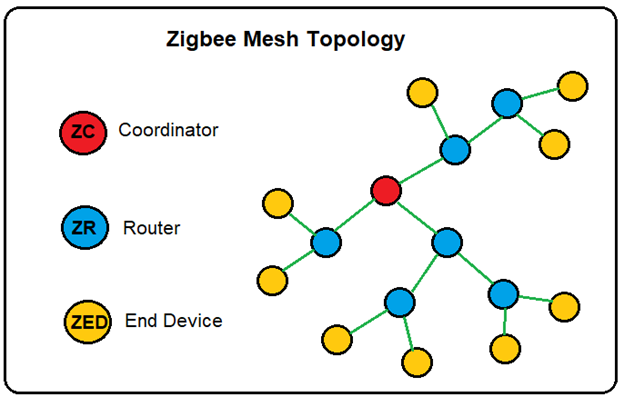 Zigbee Mesh Topology
ZC Coordinator
ZR Router
ZED End Device